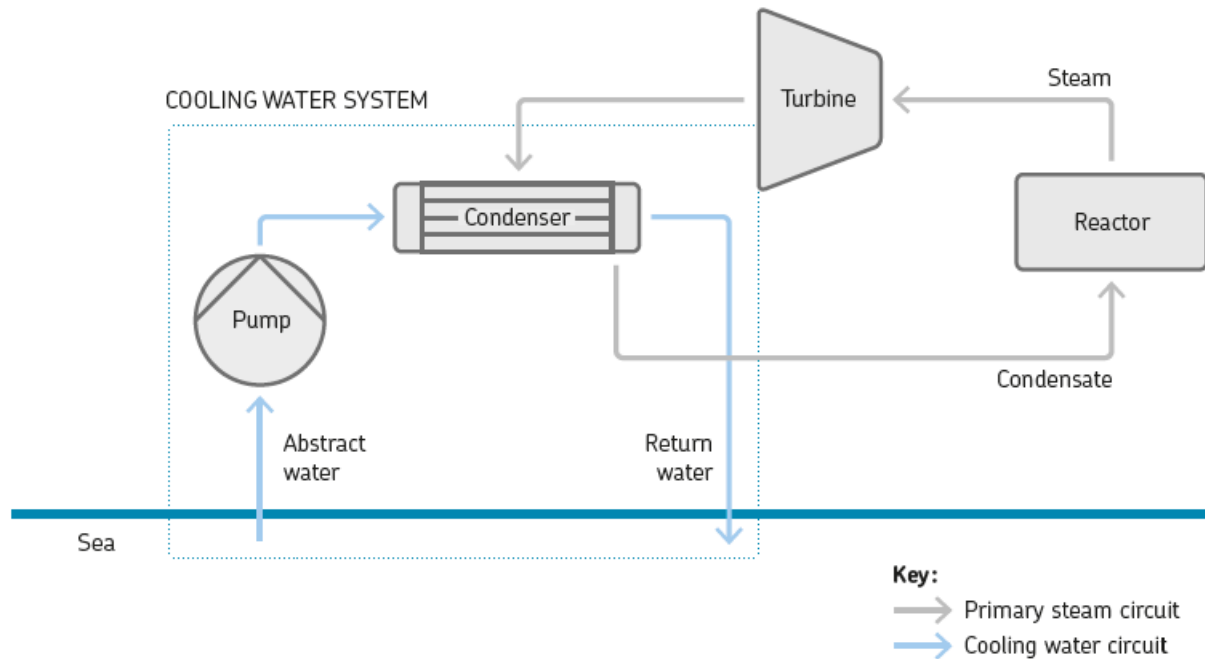 Turbine
Steam
COOLING WATER SYSTEM
Condenser
Reactor
Pump
Condensate
Abstract
water
Return
water
Sea
Key:
Primary steam circuit
Cooling water circuit